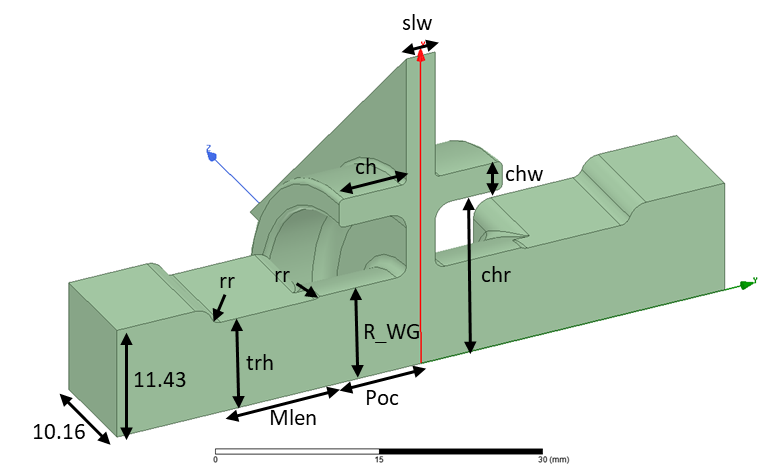 slw
Y
Z
ch
chw
rr
rr
chr
R_WG
trh
11.43
Poc
10.16
Mlen
Y
0
15
30 (mm)